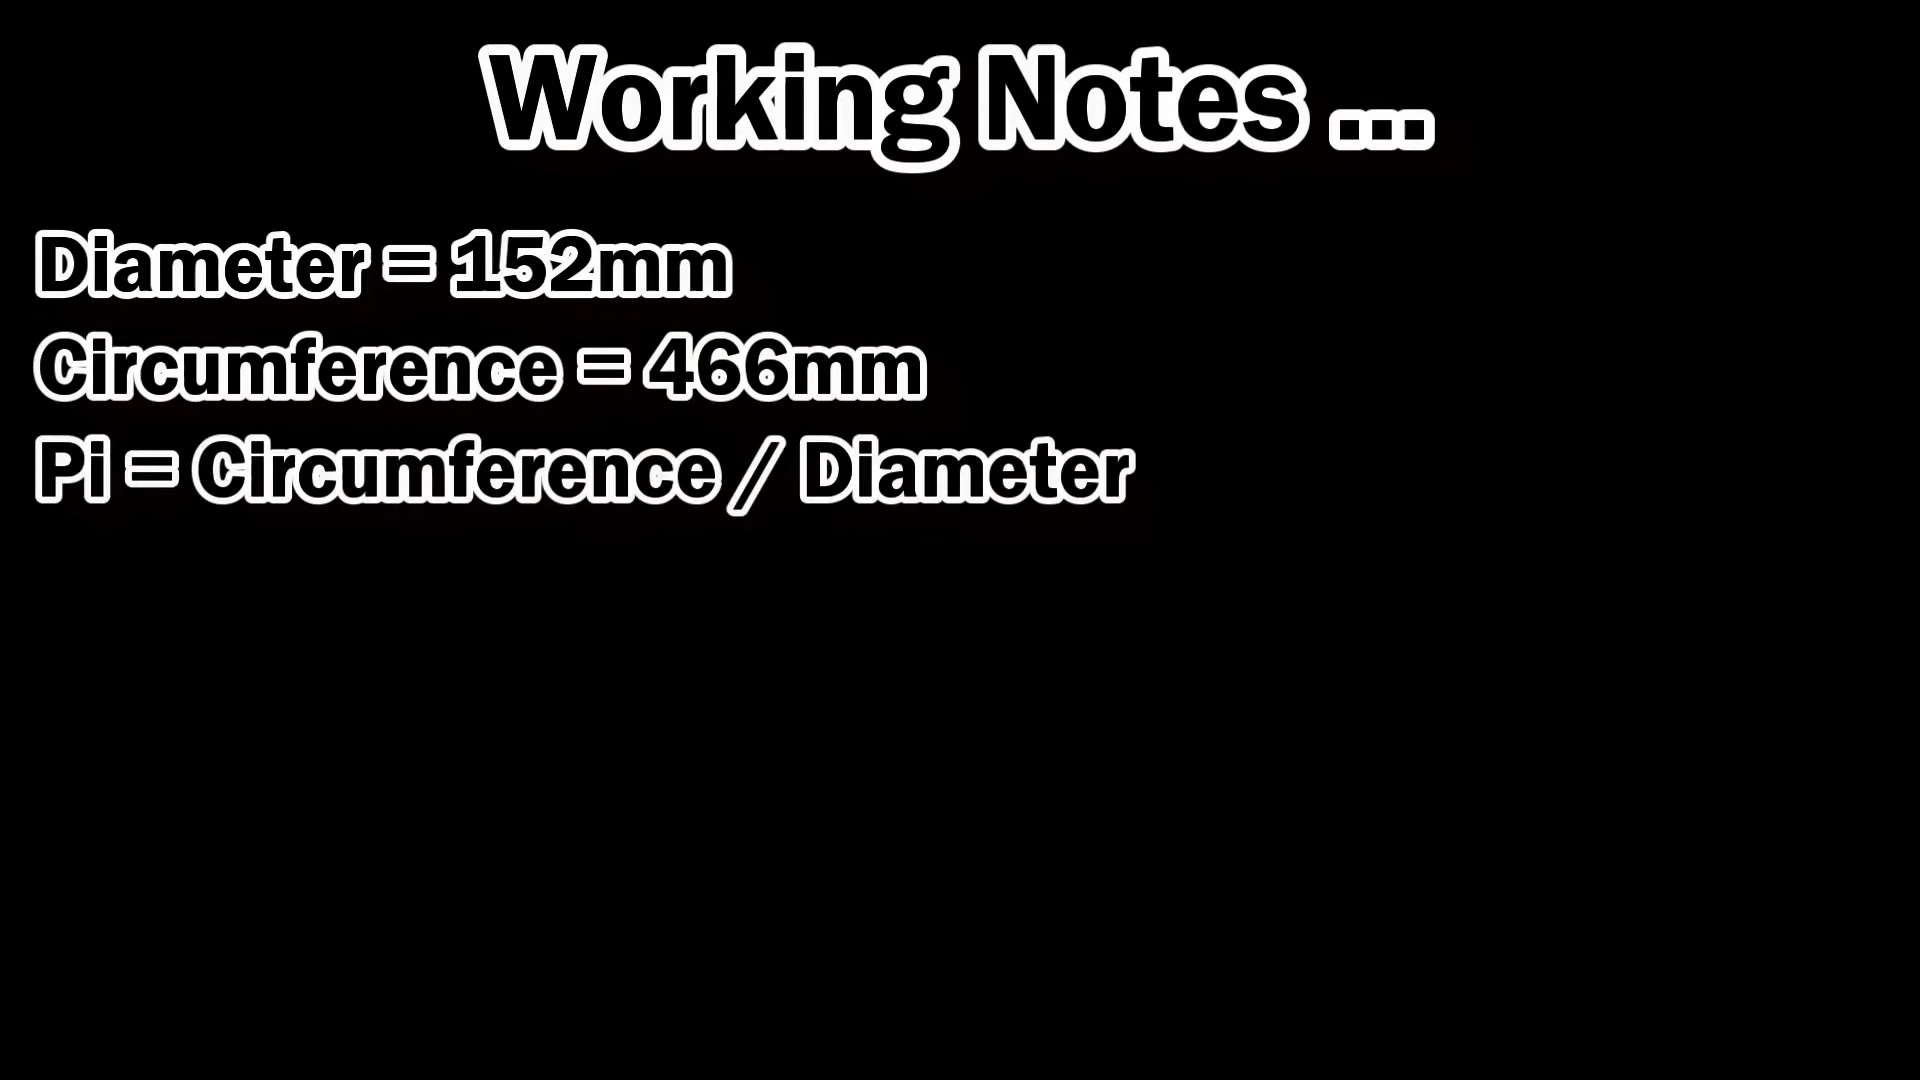 Working Notes ...
Diameter = 152mm
Circumference = 466mm
Pi = Circumference / Diameter